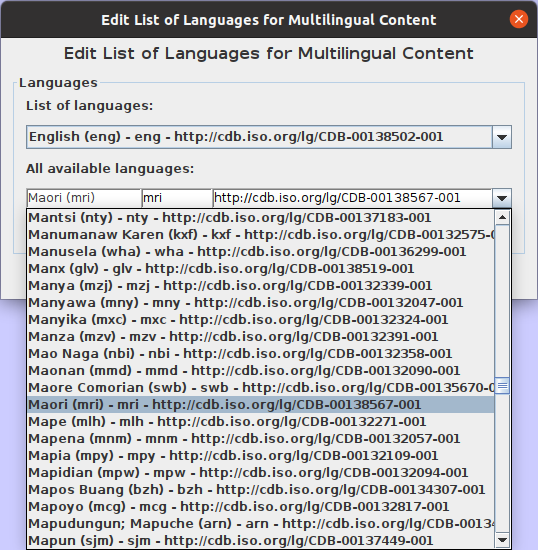 Edit List of Languages for Multilingual Content
Edit List of Languages for Multilingual Content
Languages
List of languages:
English (eng) - eng - http://cdb.iso.org/lg/CDB-00138502-001
All available languages:
Maori (mri) mri http://cdb.iso.org/lg/CDB-00138567-001
Mantsi (nty) - nty - http://cdb.iso.org/lg/CDB-00137183-001
Manumanaw Karen (kxf) - kxf - http://cdb.iso.org/lg/CDB-00132575-0
Manusela (wha) - wha - http://cdb.iso.org/lg/CDB-00136299-001
Manx (glv) - glv - http://cdb.iso.org/lg/CDB-00138519-001
Manya (mzj) - mzj - http://cdb.iso.org/lg/CDB-00132339-001
Manyawa (mny) - mny - http://cdb.iso.org/lg/CDB-00132047-001
Manyika (mxc) - mxc - http://cdb.iso.org/lg/CDB-00132324-001
Manza (mzv) - mzv - http://cdb.iso.org/lg/CDB-00132391-001
Mao Naga (nbi) - nbi - http://cdb.iso.org/lg/CDB-00132358-001
Maonan (mmd) - mmd - http://cdb.iso.org/lg/CDB-00132090-001
Maore Comorian (swb) - swb - http://cdb.iso.org/lg/CDB-00135670-0
Maori (mri) - mri - http://cdb.iso.org/lg/CDB-00138567-001
Mape (mlh) - mlh - http://cdb.iso.org/lg/CDB-00132271-001
Mapena (mnm) - mnm - http://cdb.iso.org/lg/CDB-00132057-001
Mapia (mpy) - mpy - http://cdb.iso.org/lg/CDB-00132109-001
Mapidian (mpw) - mpw - http://cdb.iso.org/lg/CDB-00132094-001
Mapos Buang (bzh) - bzh - http://cdb.iso.org/lg/CDB-00134307-001
Mapoyo (mcg) - mcg - http://cdb.iso.org/lg/CDB-00132817-001
Mapudungun; Mapuche (arn) - arn - http://cdb.iso.org/lg/CDB-00134
Mapun (sjm) - sjm - http://cdb.iso.org/lg/CDB-00137449-001